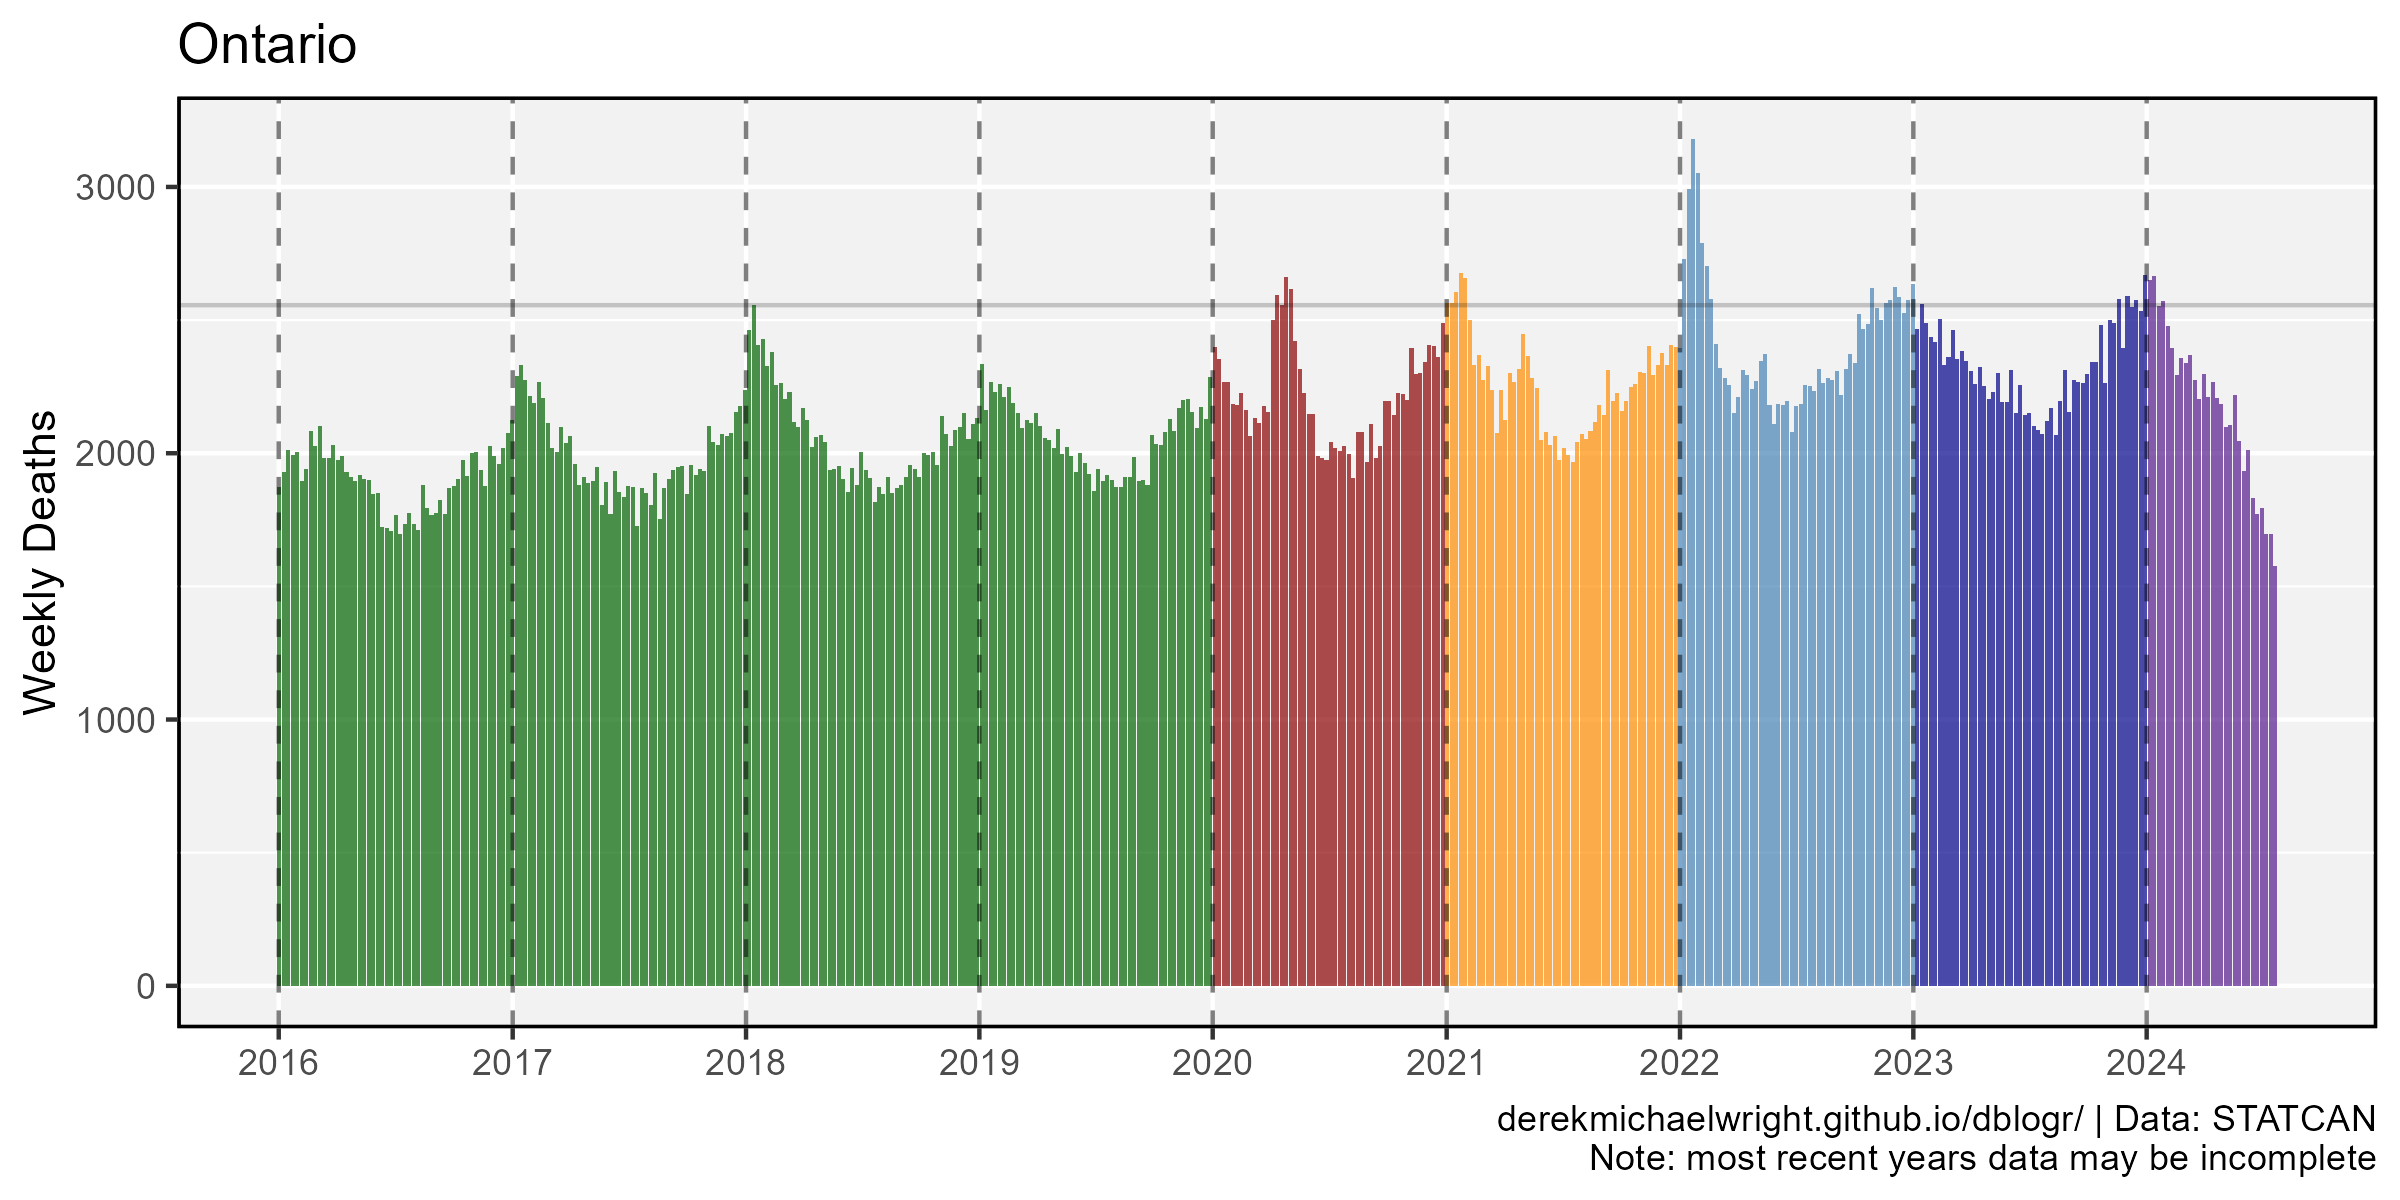 Ontario
Weekly Deaths
3000
2000
1000
0
2016 2017 2018 2019 2020 2021 2022 2023 2024
derekmichaelwright.github.io/dblogr/ | Data: STATCAN
Note: most recent years data may be incomplete